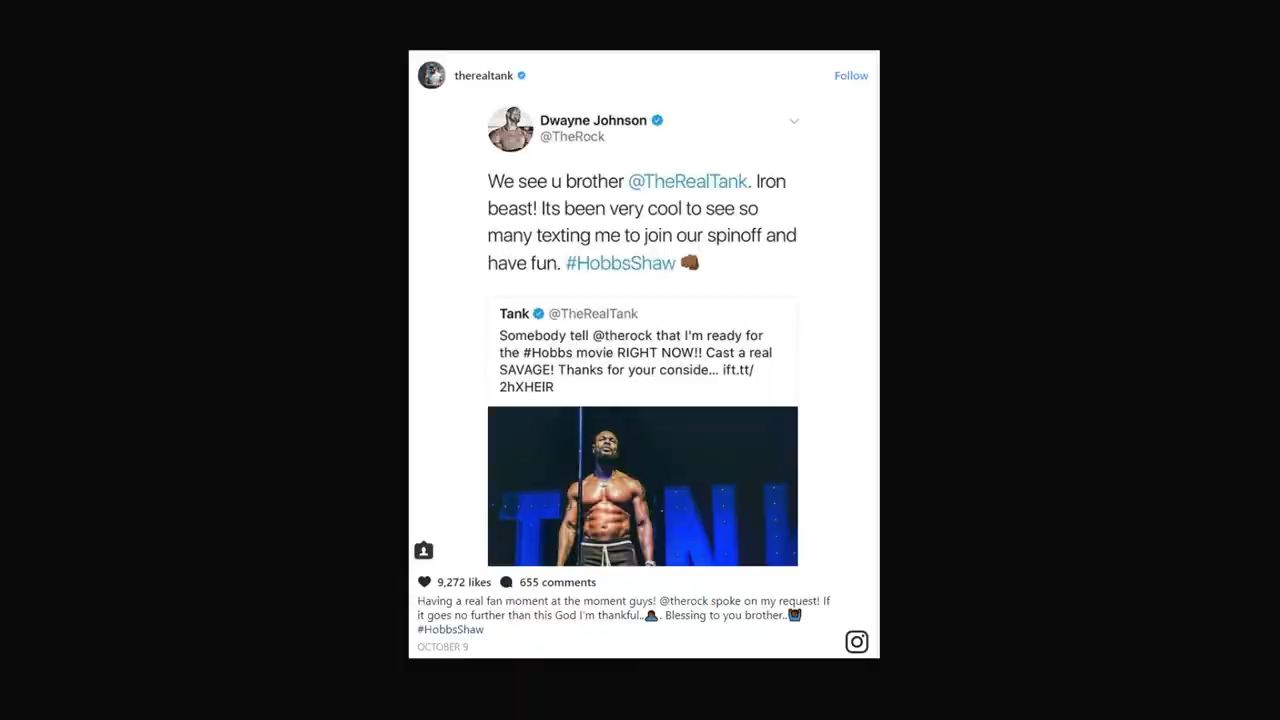 therealtank
Follow
Dwayne Johnson
@TheRock
We see u brother @TheRealTank. Iron
beast! Its been very cool to see so
many texting me to join our spinoff and
have fun. #HobbsShaw 👊🏾
Tank @TheRealTank
Somebody tell @therock that I'm ready for
the #Hobbs movie RIGHT NOW!! Cast a real
SAVAGE! Thanks for your conside... ift.tt/
2hXHEIR
TANK
9,272 likes 655 comments
Having a real fan moment at the moment guys! @therock spoke on my request! If
it goes no further than this God I'm thankful.. . Blessing to you brother..
#HobbsShaw
OCTOBER 9